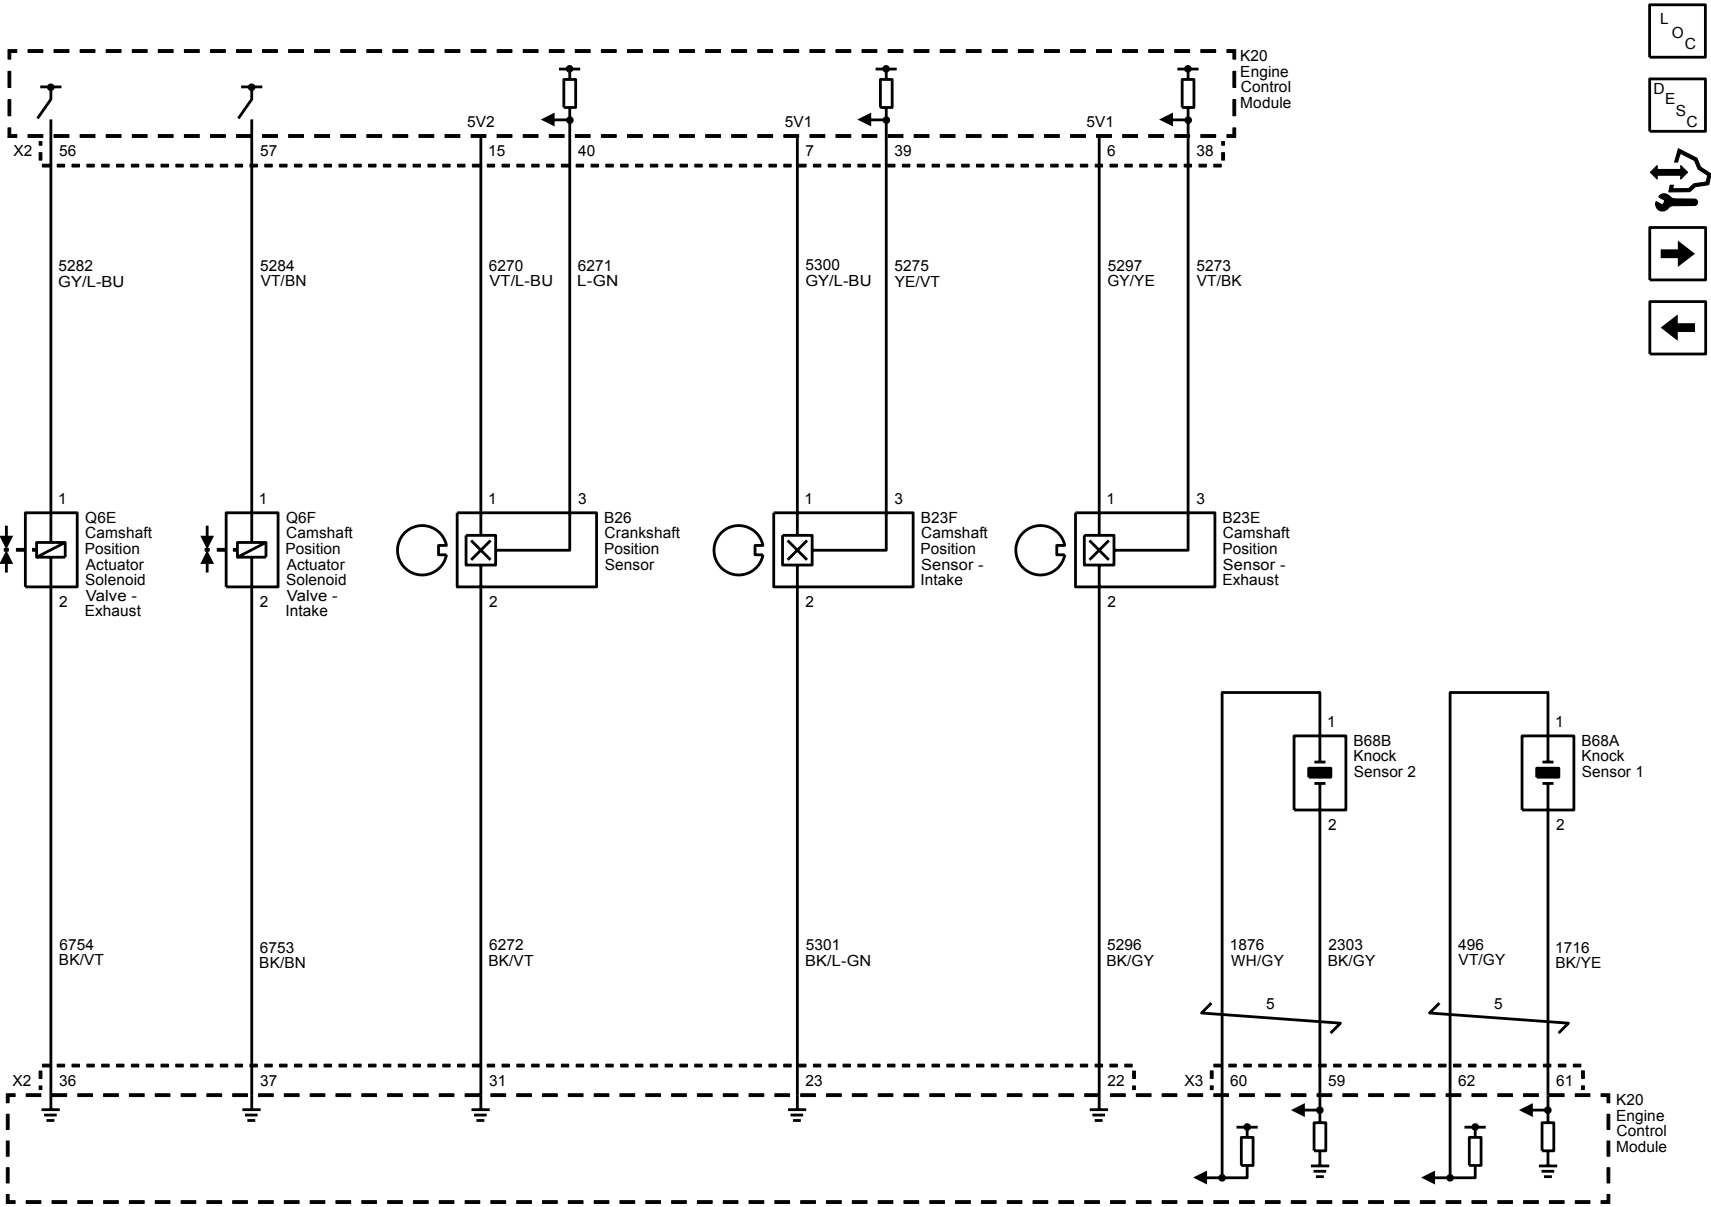 L
O
C
K20
Engine
Control
Module
D
E
S
C
5V2
5V1
5V1
X2 56 57 15 40 7 39 6 38
5282
GY/L-BU
5284
VT/BN
6270
VT/L-BU
6271
L-GN
5300
GY/L-BU
5275
YE/VT
5297
GY/YE
5273
VT/BK
1 1 1 3 1 3 1 3
Q6E
Camshaft
Position
Actuator
Solenoid
Valve -
Exhaust
Q6F
Camshaft
Position
Actuator
Solenoid
Valve -
Intake
B26
Crankshaft
Position
Sensor
B23F
Camshaft
Position
Sensor -
Intake
B23E
Camshaft
Position
Sensor -
Exhaust
2 2 2 2 2
1
B68B
Knock
Sensor 2
2
1
B68A
Knock
Sensor 1
2
6754
BK/VT
6753
BK/BN
6272
BK/VT
5301
BK/L-GN
5296
BK/GY
1876
WH/GY
2303
BK/GY
496
VT/GY
1716
BK/YE
5 5
X2 36 37 31 23 22 X3 60 59 62 61
K20
Engine
Control
Module